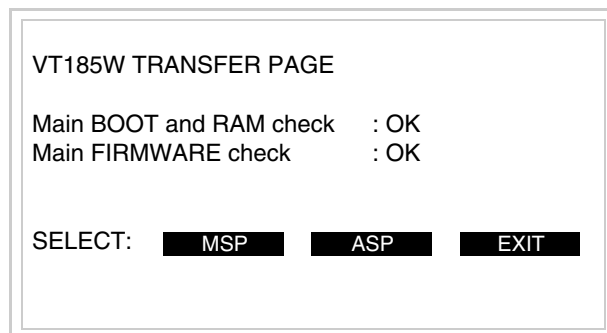 VT185W TRANSFER PAGE
Main BOOT and RAM check : OK
Main FIRMWARE check : OK
SELECT: MSP ASP EXIT